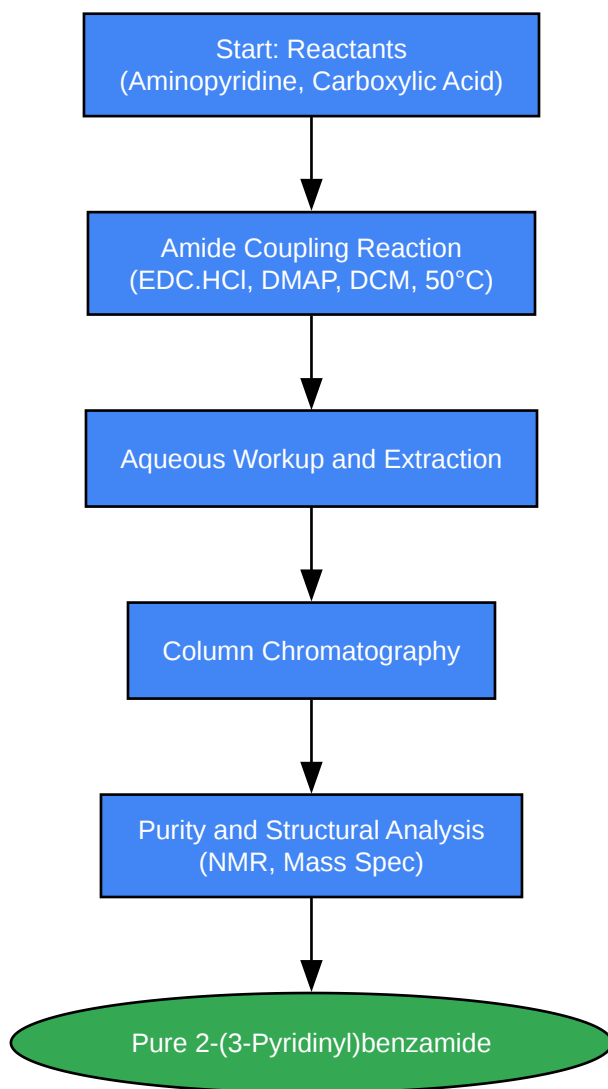 Start: Reactants
(Aminopyridine, Carboxylic Acid)
Amide Coupling Reaction
(EDC.HCl, DMAP, DCM, 50°C)
Aqueous Workup and Extraction
Column Chromatography
Purity and Structural Analysis
(NMR, Mass Spec)
Pure 2-(3-Pyridinyl)benzamide